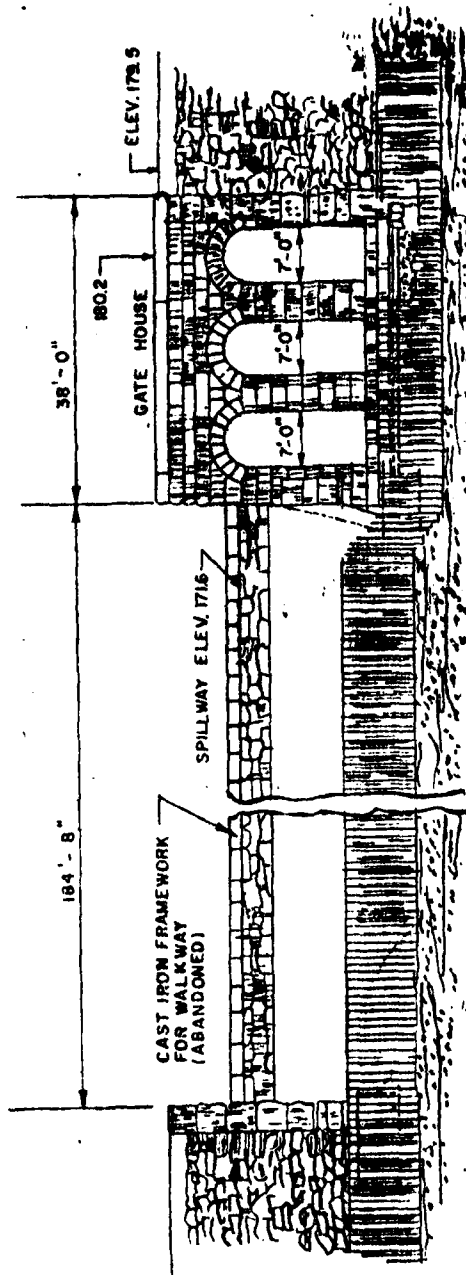 184'-8"
38'-0"
180.2
ELEV. 179.5
GATE HOUSE
CAST IRON FRAMEWORK
FOR WALKWAY
(ABANDONED)
SPILLWAY ELEV. 171.6
7'-0"
7'-0"
7'-0"